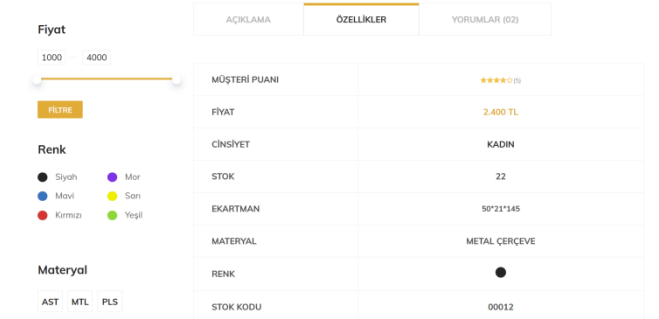 Fiyat
1000 - 4000
FİLTRE
Renk
Siyah Mor
Mavi Sarı
Kırmızı Yeşil
Materyal
AST MTL PLS
AÇIKLAMA ÖZELLİKLER YORUMLAR (02)
MÜŞTERİ PUANI (5)
FİYAT 2.400 TL
CİNSİYET KADIN
STOK 22
EKARTMAN 50*21*145
MATERYAL METAL ÇERÇEVE
RENK
STOK KODU 00012